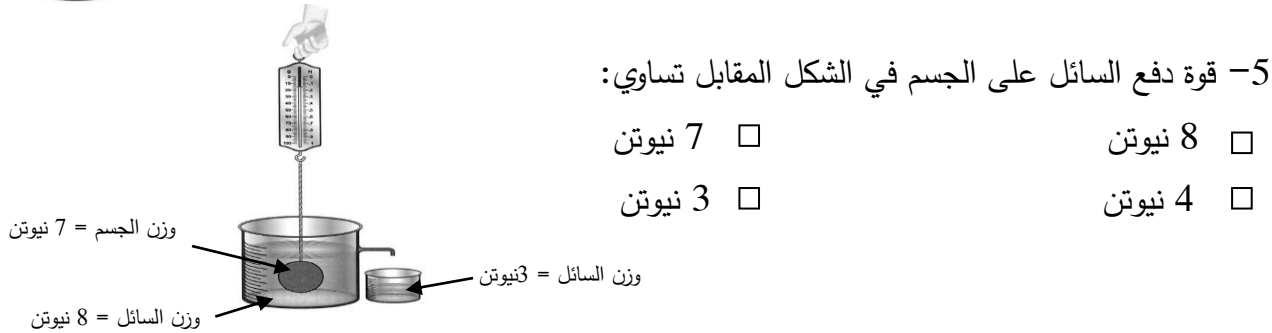 5- قوة دفع السائل على الجسم في الشكل المقابل تساوي:
□ 8 نيوتن □ 7 نيوتن
□ 4 نيوتن □ 3 نيوتن
وزن الجسم = 7 نيوتن
وزن السائل = 3نيوتن
وزن السائل = 8 نيوتن